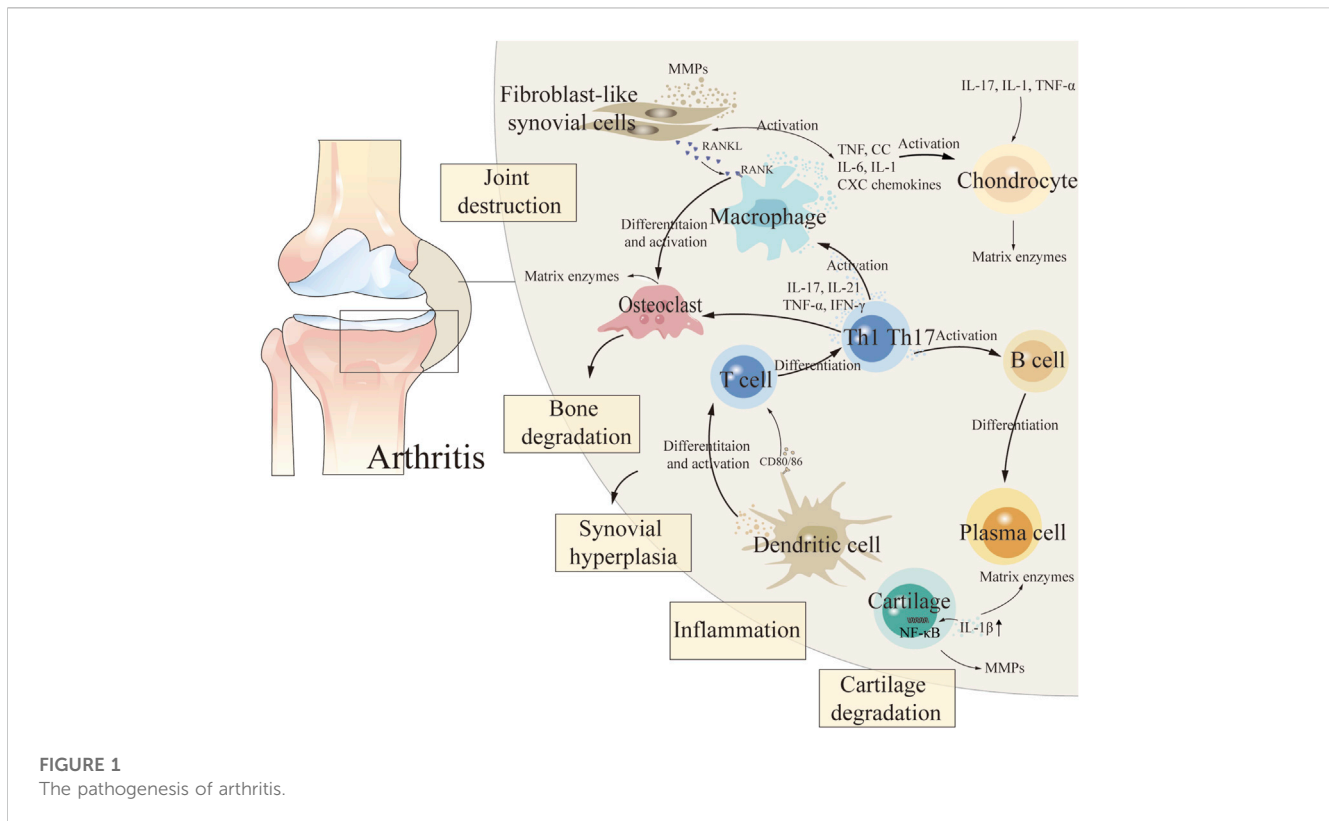 MMPs
Fibroblast-like
synovial cells
IL-17, IL-1, TNF-α
Activation
RANKL
RANK
TNF, CC
IL-6, IL-1
CXC chemokines
Activation
Chondrocyte
Joint
destruction
Macrophage
Differentitaion
and activation
Matrix enzymes
Matrix enzymes
Activation
IL-17, IL-21
TNF-α, IFN-γ
Osteoclast
Th1 Th17
Activation
B cell
T cell
Differentiation
Bone
degradation
Arthritis
Differentitaion
and activation
CD80/86
Differentiation
Synovial
hyperplasia
Dendritic cell
Plasma cell
Matrix enzymes
Cartilage
NF-κB
IL-1β
Inflammation
MMPs
Cartilage
degradation
FIGURE 1
The pathogenesis of arthritis.